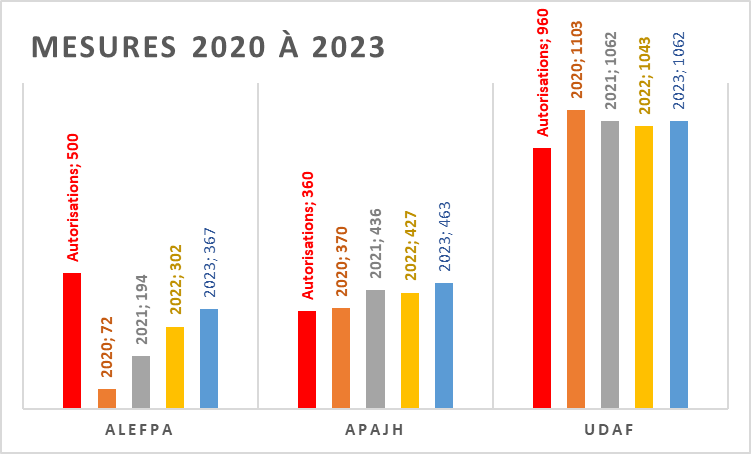 MESURES 2020 À 2023
Autorisations; 500
2020; 72
2021; 194
2022; 302
2023; 367
Autorisations; 360
2020; 370
2021; 436
2022; 427
2023; 463
Autorisations; 960
2020; 1103
2021; 1062
2022; 1043
2023; 1062
ALEFPA
APAJH
UDAF